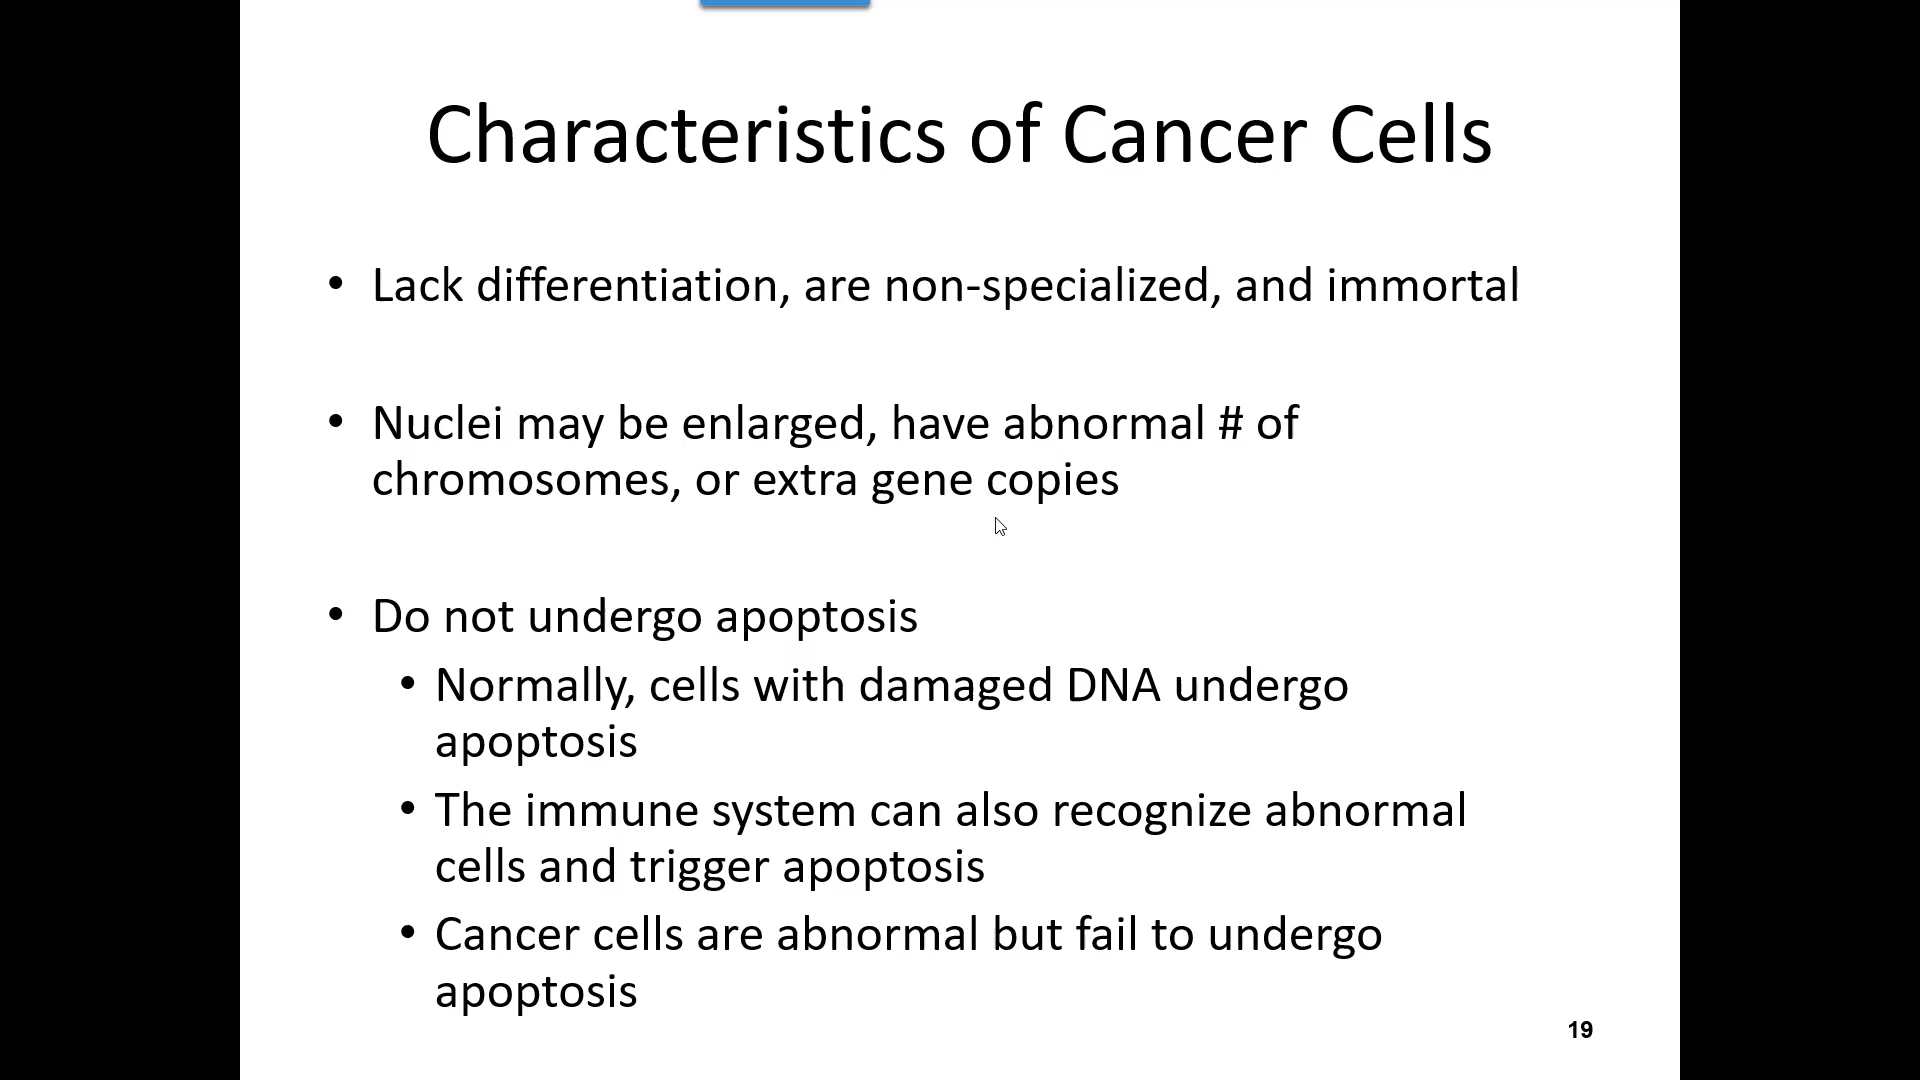 Characteristics of Cancer Cells
• Lack differentiation, are non-specialized, and immortal
• Nuclei may be enlarged, have abnormal # of
chromosomes, or extra gene copies
• Do not undergo apoptosis
• Normally, cells with damaged DNA undergo
apoptosis
• The immune system can also recognize abnormal
cells and trigger apoptosis
• Cancer cells are abnormal but fail to undergo
apoptosis
19